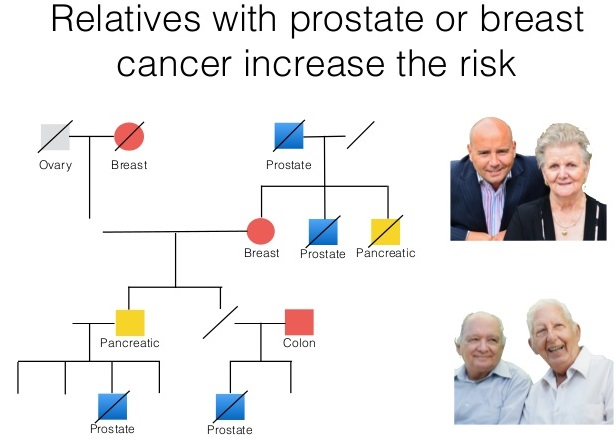 Relatives with prostate or breast
cancer increase the risk
Ovary Breast Prostate
Breast Prostate Pancreatic
Pancreatic Colon
Prostate Prostate